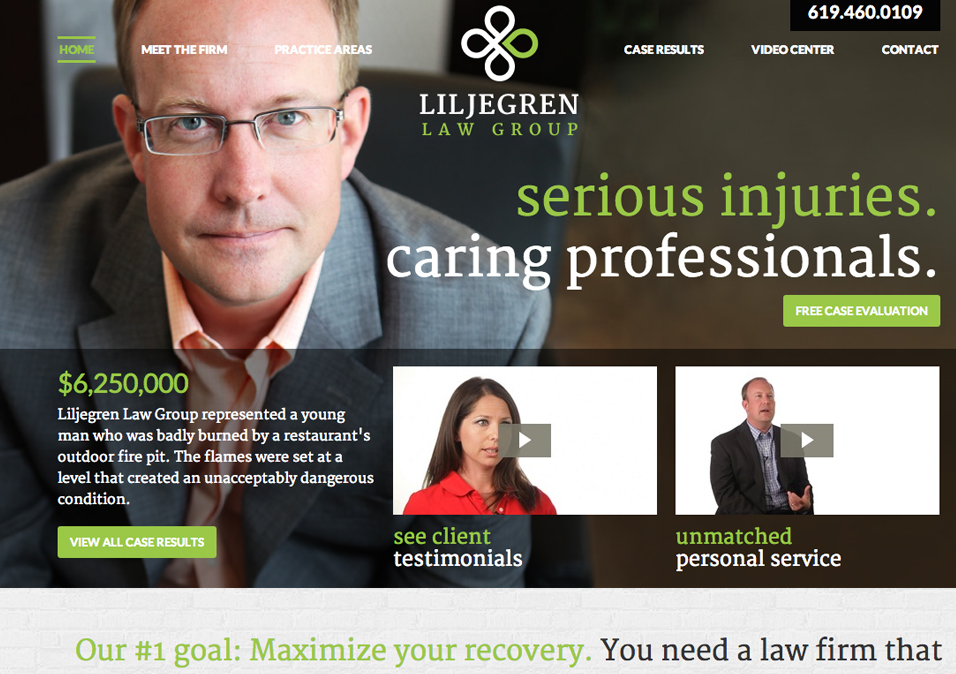 619.460.0109
HOME MEET THE FIRM PRACTICE AREAS CASE RESULTS VIDEO CENTER CONTACT
LILJEGREN
LAW GROUP
serious injuries.
caring professionals.
FREE CASE EVALUATION
$6,250,000
Liljegren Law Group represented a young
man who was badly burned by a restaurant's
outdoor fire pit. The flames were set at a
level that created an unacceptably dangerous
condition.
VIEW ALL CASE RESULTS
see client
testimonials
unmatched
personal service
Our #1 goal: Maximize your recovery. You need a law firm that